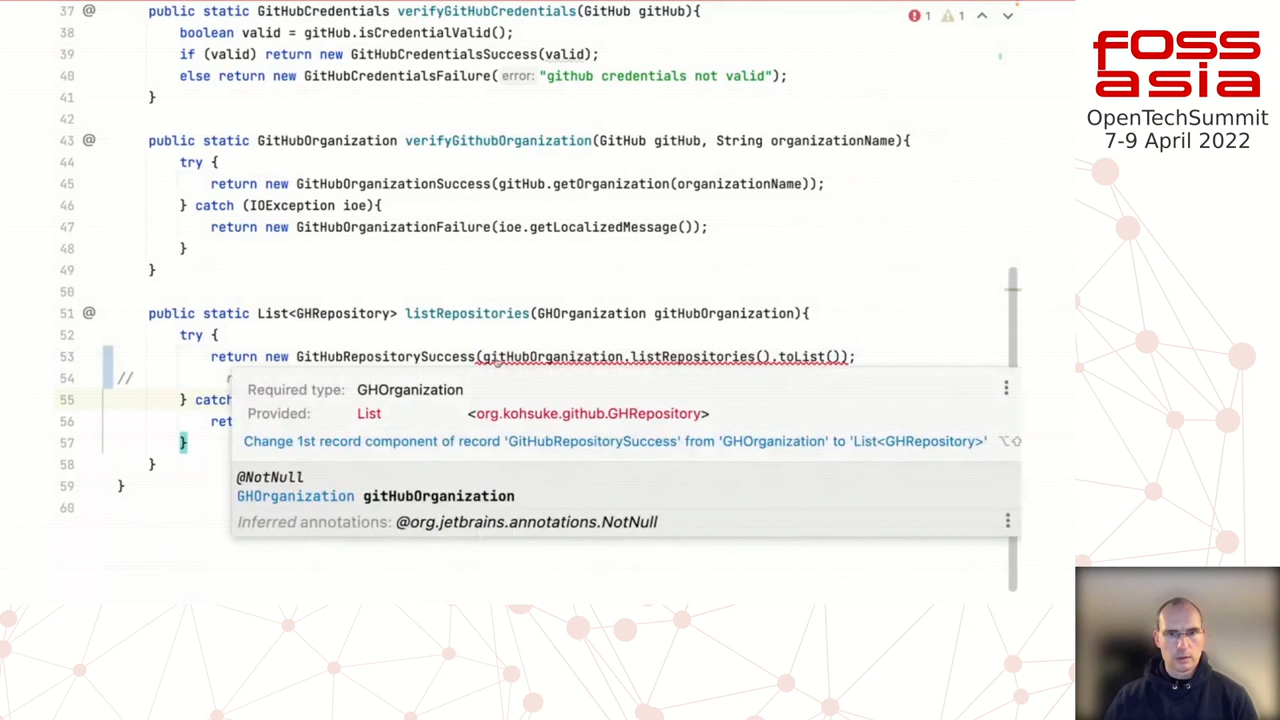 37 @ public static GitHubCredentials verifyGitHubCredentials(GitHub gitHub){
38 boolean valid = gitHub.isCredentialValid();
39 if (valid) return new GitHubCredentialsSuccess(valid);
40 else return new GitHubCredentialsFailure( error: "github credentials not valid");
41 }
42
43 @ public static GitHubOrganization verifyGithubOrganization(GitHub gitHub, String organizationName){
44 try {
45 return new GitHubOrganizationSuccess(gitHub.getOrganization(organizationName));
46 } catch (IOException ioe){
47 return new GitHubOrganizationFailure(ioe.getLocalizedMessage());
48 }
49 }
50
51 @ public static List<GHRepository> listRepositories(GHOrganization gitHubOrganization){
52 try {
53 return new GitHubRepositorySuccess(gitHubOrganization.listRepositories().toList());
54 //
55 } catch
56 ret
57 }
58 }
59 }
60
1 1
Required type: GHOrganization
Provided: List <org.kohsuke.github.GHRepository>
Change 1st record component of record 'GitHubRepositorySuccess' from 'GHOrganization' to 'List<GHRepository>' ⌥⇧
@NotNull
GHOrganization gitHubOrganization
Inferred annotations: @org.jetbrains.annotations.NotNull
FOSS
asia
OpenTechSummit
7-9 April 2022